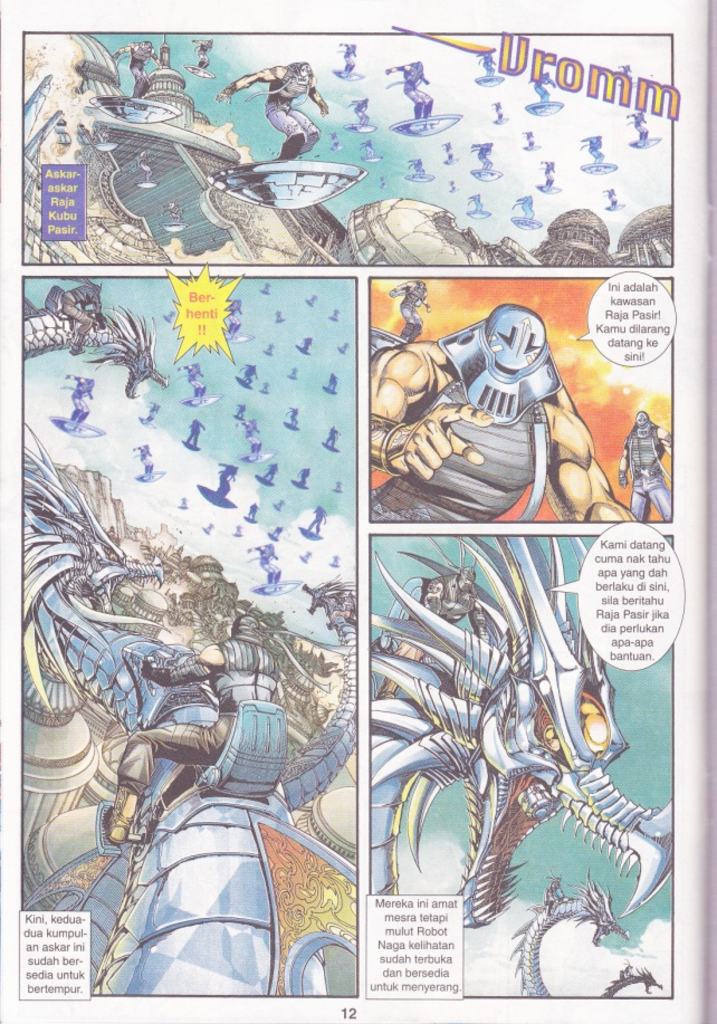 Vromm
Askar-
askar
Raja
Kubu
Pasir.
Ber-
henti
!!
Ini adalah
kawasan
Raja Pasir!
Kamu dilarang
datang ke
sini!
Kini, kedua-
dua kumpul-
an askar ini
sudah ber-
sedia untuk
bertempur.
Kami datang
cuma nak tahu
apa yang dah
berlaku di sini,
sila beritahu
Raja Pasir jika
dia perlukan
apa-apa
bantuan.
Mereka ini amat
mesra tetapi
mulut Robot
Naga kelihatan
sudah terbuka
dan bersedia
untuk menyerang.
12